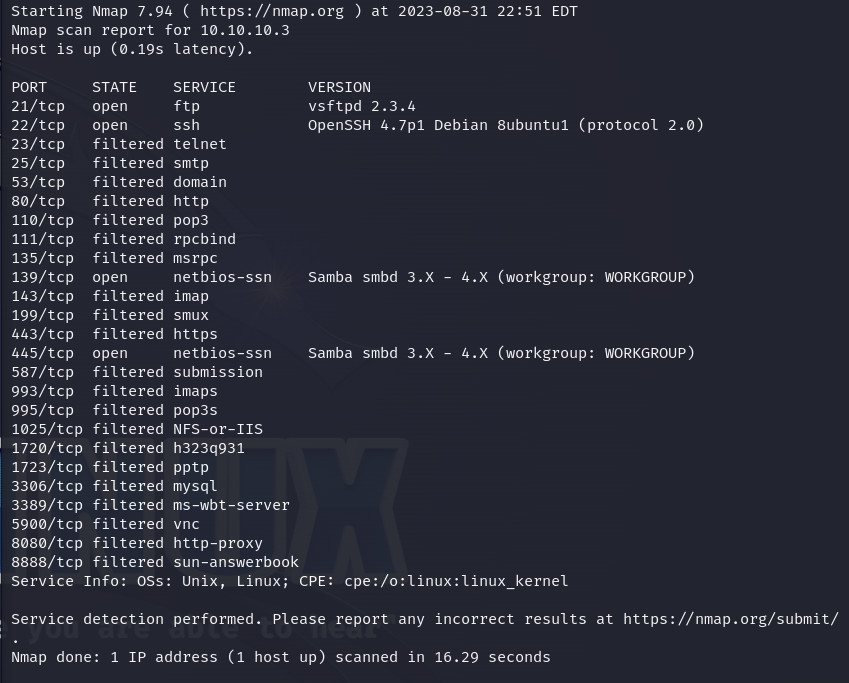 Starting Nmap 7.94 ( https://nmap.org ) at 2023-08-31 22:51 EDT
Nmap scan report for 10.10.10.3
Host is up (0.19s latency).
PORT     STATE    SERVICE       VERSION
21/tcp   open     ftp           vsftpd 2.3.4
22/tcp   open     ssh           OpenSSH 4.7p1 Debian 8ubuntu1 (protocol 2.0)
23/tcp   filtered telnet
25/tcp   filtered smtp
53/tcp   filtered domain
80/tcp   filtered http
110/tcp  filtered pop3
111/tcp  filtered rpcbind
135/tcp  filtered msrpc
139/tcp  open     netbios-ssn   Samba smbd 3.X - 4.X (workgroup: WORKGROUP)
143/tcp  filtered imap
199/tcp  filtered smux
443/tcp  filtered https
445/tcp  open     netbios-ssn   Samba smbd 3.X - 4.X (workgroup: WORKGROUP)
587/tcp  filtered submission
993/tcp  filtered imaps
995/tcp  filtered pop3s
1025/tcp filtered NFS-or-IIS
1720/tcp filtered h323q931
1723/tcp filtered pptp
3306/tcp filtered mysql
3389/tcp filtered ms-wbt-server
5900/tcp filtered vnc
8080/tcp filtered http-proxy
8888/tcp filtered sun-answerbook
Service Info: OSs: Unix, Linux; CPE: cpe:/o:linux:linux_kernel
Service detection performed. Please report any incorrect results at https://nmap.org/submit/
.
you are able to hear"
Nmap done: 1 IP address (1 host up) scanned in 16.29 seconds